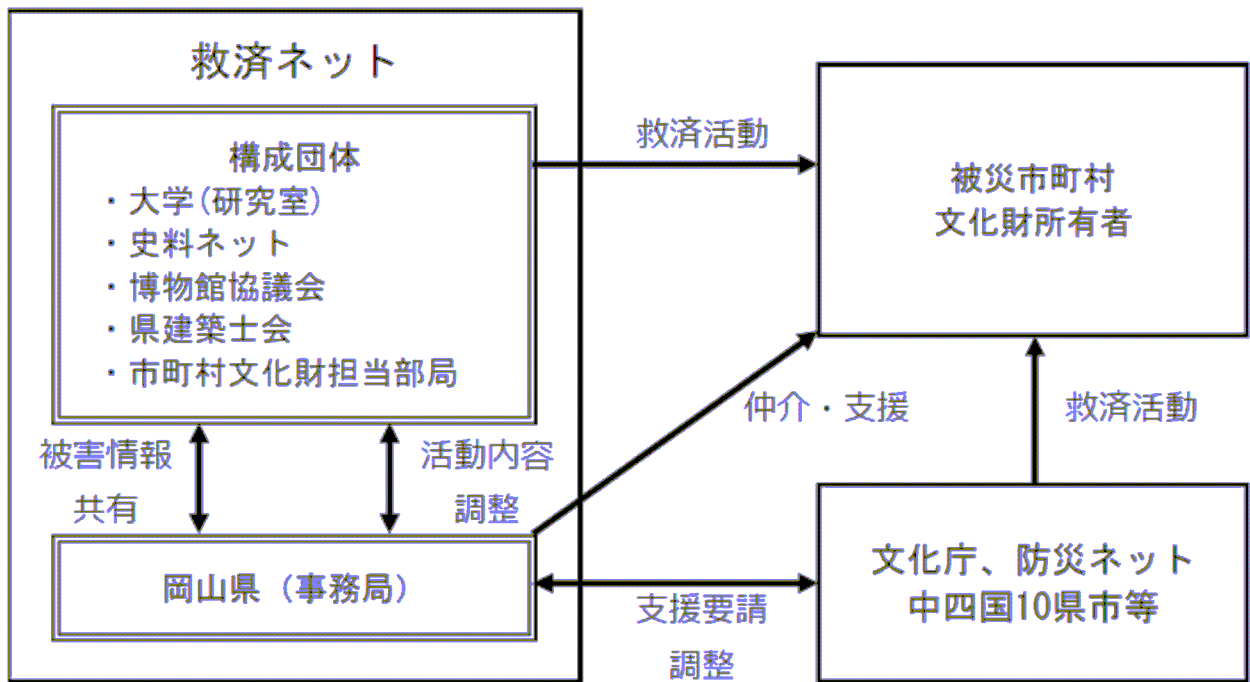 救済ネット
構成団体
・大学(研究室)
・史料ネット
・博物館協議会
・県建築士会
・市町村文化財担当部局
被害情報
共有
活動内容
調整
岡山県（事務局）
救済活動
被災市町村
文化財所有者
仲介・支援
救済活動
支援要請
調整
文化庁、防災ネット
中四国10県市等